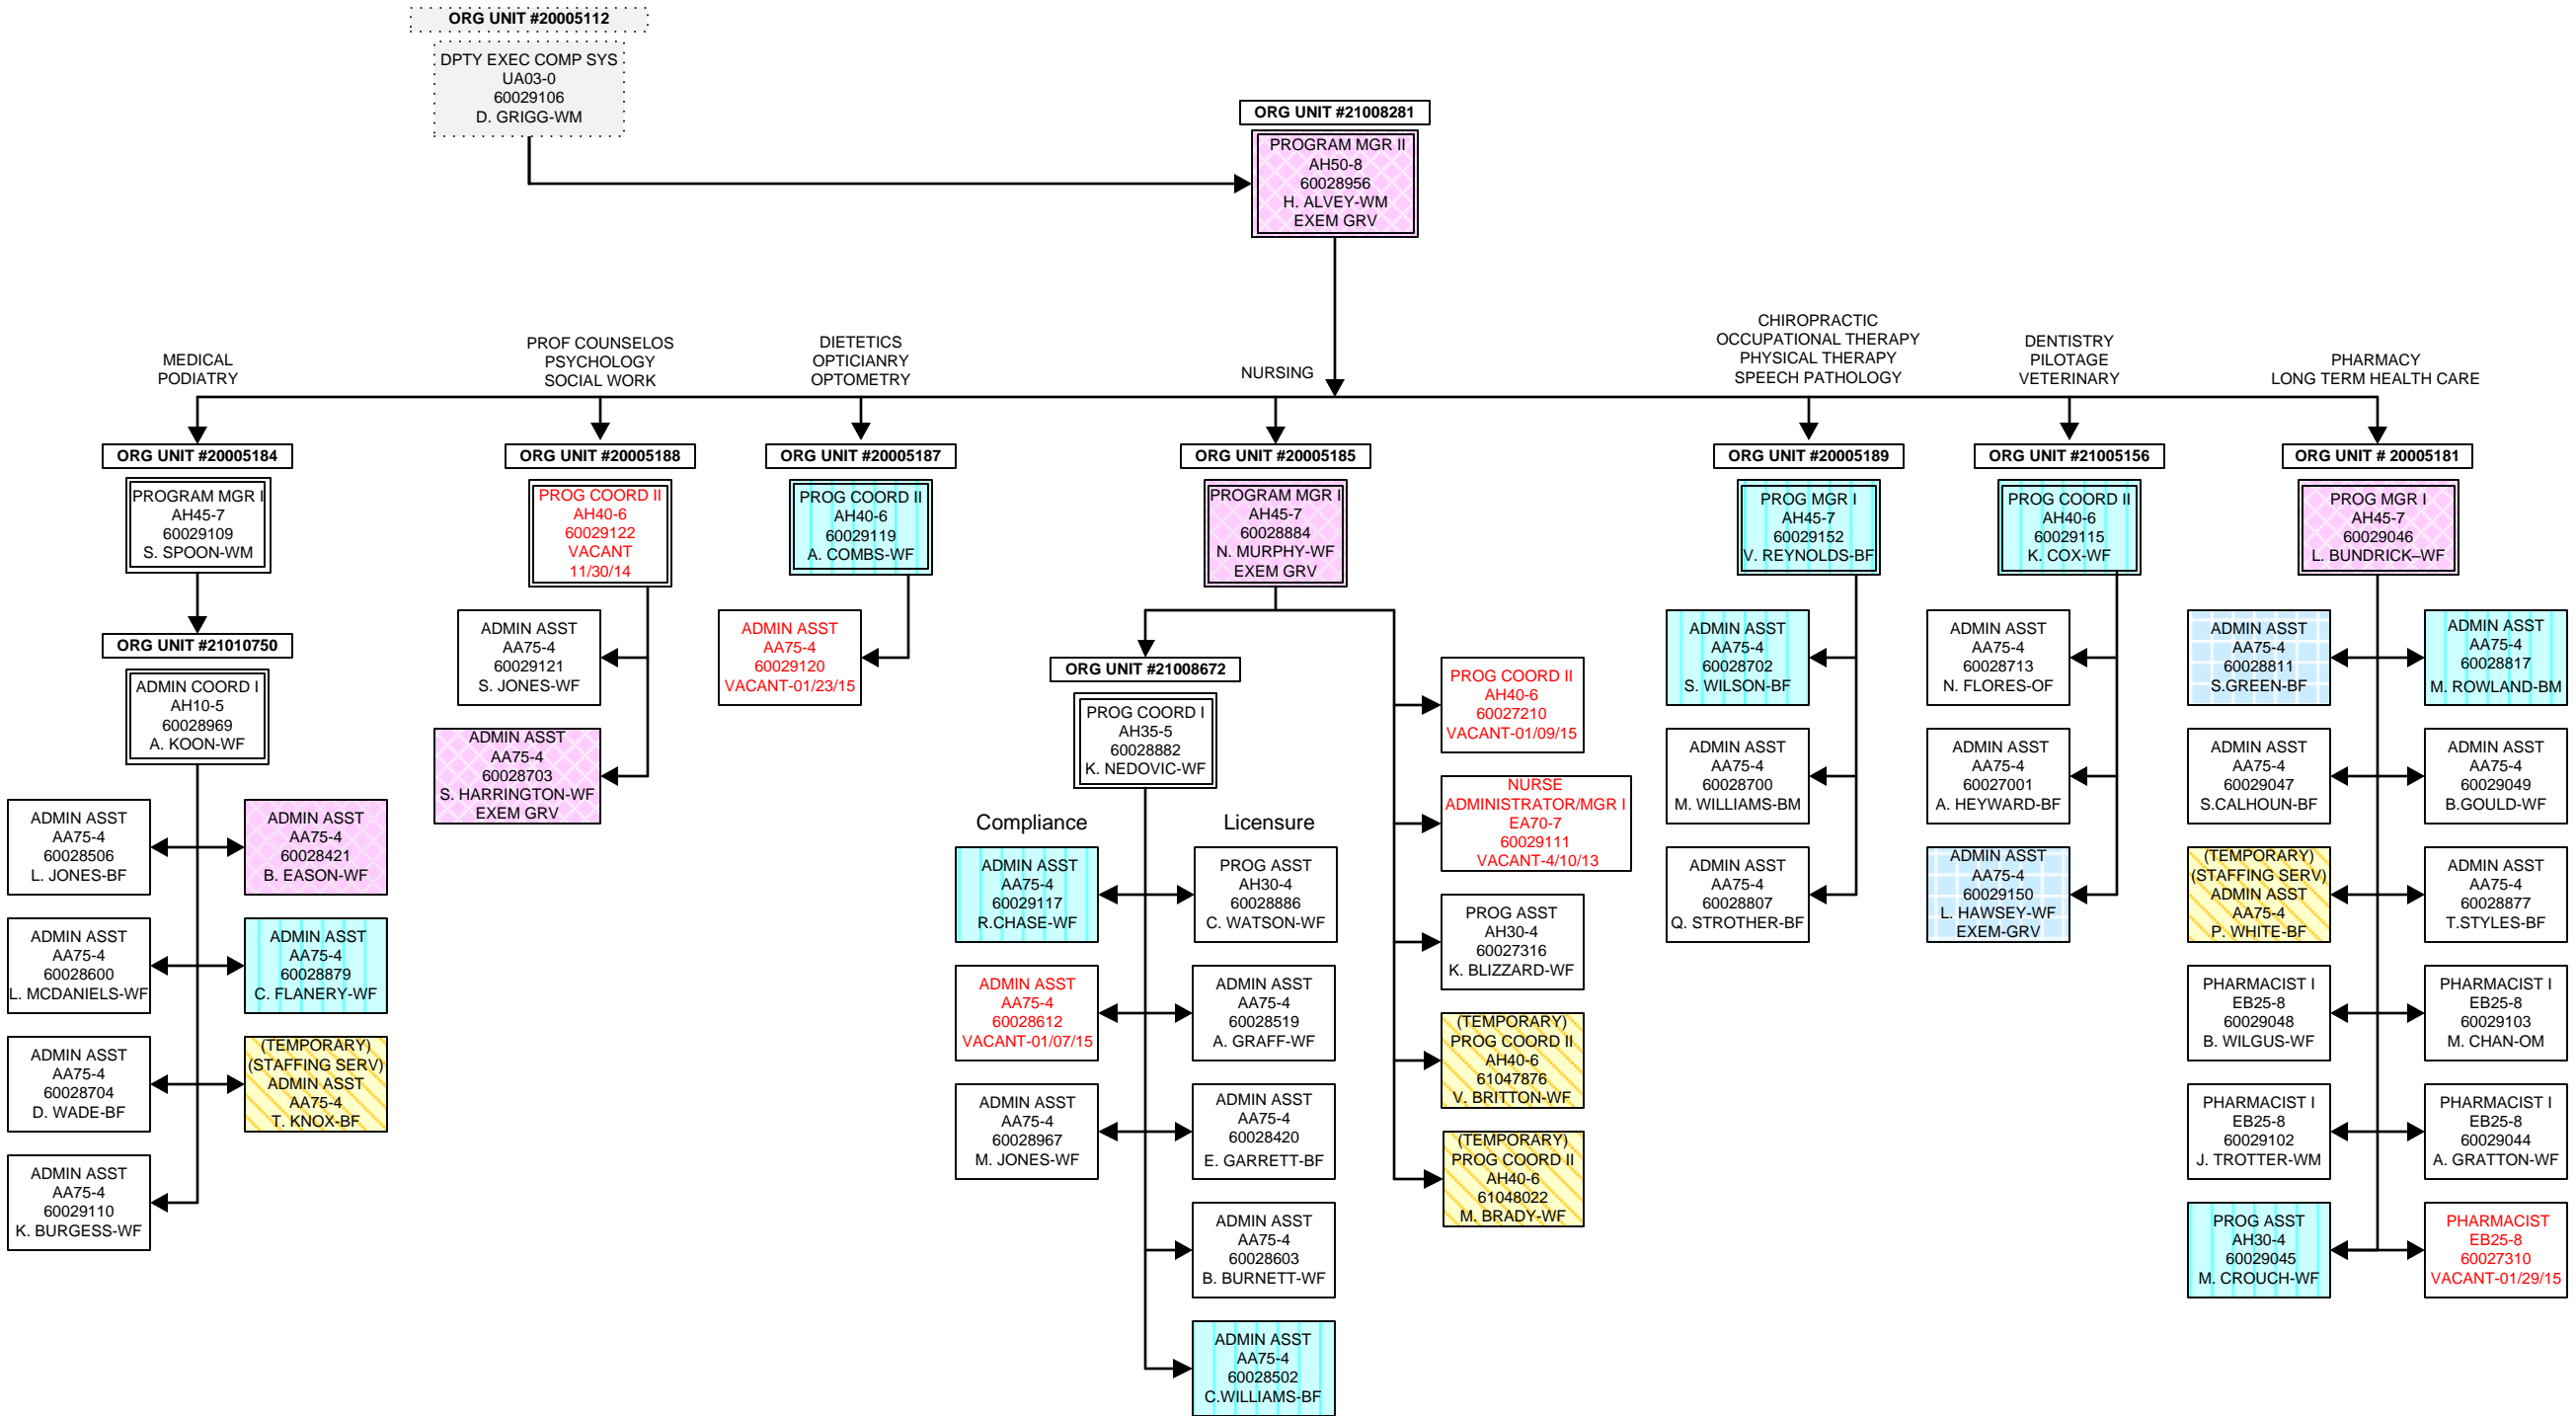 ORG UNIT #20005112
DPTY EXEC COMP SYS
UA03-0
60029106
D. GRIGG-WM
ORG UNIT #21008281
PROGRAM MGR II
AH50-8
60028956
H. ALVEY-WM
EXEM GRV
MEDICAL
PODIATRY
PROF COUNSELOS
PSYCHOLOGY
SOCIAL WORK
DIETETICS
OPTICIANRY
OPTOMETRY
NURSING
CHIROPRACTIC
OCCUPATIONAL THERAPY
PHYSICAL THERAPY
SPEECH PATHOLOGY
DENTISTRY
PILOTAGE
VETERINARY
PHARMACY
LONG TERM HEALTH CARE
ORG UNIT #20005184
PROGRAM MGR I
AH45-7
60029109
S. SPOON-WM
ORG UNIT #21010750
ADMIN COORD I
AH10-5
60028969
A. KOON-WF
ADMIN ASST
AA75-4
60028506
L. JONES-BF
ADMIN ASST
AA75-4
60028421
B. EASON-WF
ADMIN ASST
AA75-4
60028600
L. MCDANIELS-WF
ADMIN ASST
AA75-4
60028879
C. FLANERY-WF
ADMIN ASST
AA75-4
60028704
D. WADE-BF
(TEMPORARY)
(STAFFING SERV)
ADMIN ASST
AA75-4
T. KNOX-BF
ADMIN ASST
AA75-4
60029110
K. BURGESS-WF
ORG UNIT #20005188
PROG COORD II
AH40-6
60029122
VACANT
11/30/14
ADMIN ASST
AA75-4
60029121
S. JONES-WF
ADMIN ASST
AA75-4
60028703
S. HARRINGTON-WF
EXEM GRV
ORG UNIT #20005187
PROG COORD II
AH40-6
60029119
A. COMBS-WF
ADMIN ASST
AA75-4
60029120
VACANT-01/23/15
ORG UNIT #20005185
PROGRAM MGR I
AH45-7
60028884
N. MURPHY-WF
EXEM GRV
ORG UNIT #21008672
PROG COORD I
AH35-5
60028882
K. NEDOVIC-WF
Compliance
Licensure
ADMIN ASST
AA75-4
60029117
R.CHASE-WF
PROG ASST
AH30-4
60028886
C. WATSON-WF
ADMIN ASST
AA75-4
60028612
VACANT-01/07/15
ADMIN ASST
AA75-4
60028519
A. GRAFF-WF
ADMIN ASST
AA75-4
60028967
M. JONES-WF
ADMIN ASST
AA75-4
60028420
E. GARRETT-BF
ADMIN ASST
AA75-4
60028603
B. BURNETT-WF
ADMIN ASST
AA75-4
60028502
C.WILLIAMS-BF
PROG COORD II
AH40-6
60027210
VACANT-01/09/15
NURSE
ADMINISTRATOR/MGR I
EA70-7
60029111
VACANT-4/10/13
PROG ASST
AH30-4
60027316
K. BLIZZARD-WF
(TEMPORARY)
PROG COORD II
AH40-6
61047876
V. BRITTON-WF
(TEMPORARY)
PROG COORD II
AH40-6
61048022
M. BRADY-WF
ORG UNIT #20005189
PROG MGR I
AH45-7
60029152
V. REYNOLDS-BF
ADMIN ASST
AA75-4
60028702
S. WILSON-BF
ADMIN ASST
AA75-4
60028700
M. WILLIAMS-BM
ADMIN ASST
AA75-4
60028807
Q. STROTHER-BF
ORG UNIT #21005156
PROG COORD II
AH40-6
60029115
K. COX-WF
ADMIN ASST
AA75-4
60028713
N. FLORES-OF
ADMIN ASST
AA75-4
60027001
A. HEYWARD-BF
ADMIN ASST
AA75-4
60029150
L. HAWSEY-WF
EXEM-GRV
ORG UNIT # 20005181
PROG MGR I
AH45-7
60029046
L. BUNDRICK–WF
ADMIN ASST
AA75-4
60028811
S.GREEN-BF
ADMIN ASST
AA75-4
60028817
M. ROWLAND-BM
ADMIN ASST
AA75-4
60029047
S.CALHOUN-BF
ADMIN ASST
AA75-4
60029049
B.GOULD-WF
(TEMPORARY)
(STAFFING SERV)
ADMIN ASST
AA75-4
P. WHITE-BF
ADMIN ASST
AA75-4
60028877
T.STYLES-BF
PHARMACIST I
EB25-8
60029048
B. WILGUS-WF
PHARMACIST I
EB25-8
60029103
M. CHAN-OM
PHARMACIST I
EB25-8
60029102
J. TROTTER-WM
PHARMACIST I
EB25-8
60029044
A. GRATTON-WF
PROG ASST
AH30-4
60029045
M. CROUCH-WF
PHARMACIST
EB25-8
60027310
VACANT-01/29/15